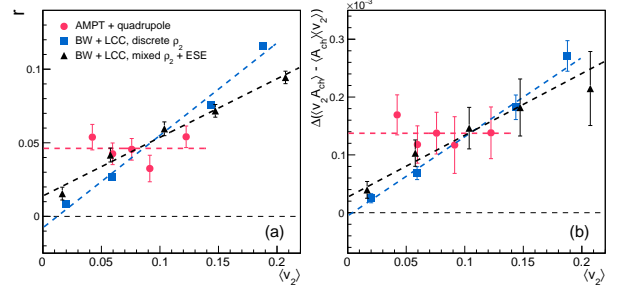 r
AMPT + quadrupole
BW + LCC, discrete ρ₂
BW + LCC, mixed ρ₂ + ESE
0.1
0.05
0
(a)
0 0.05 0.1 0.15 0.2
⟨v₂⟩
×10⁻³
Δ(⟨v₂A_ch⟩ - ⟨A_ch⟩⟨v₂⟩)
0.3
0.2
0.1
0
(b)
0 0.05 0.1 0.15 0.2
⟨v₂⟩